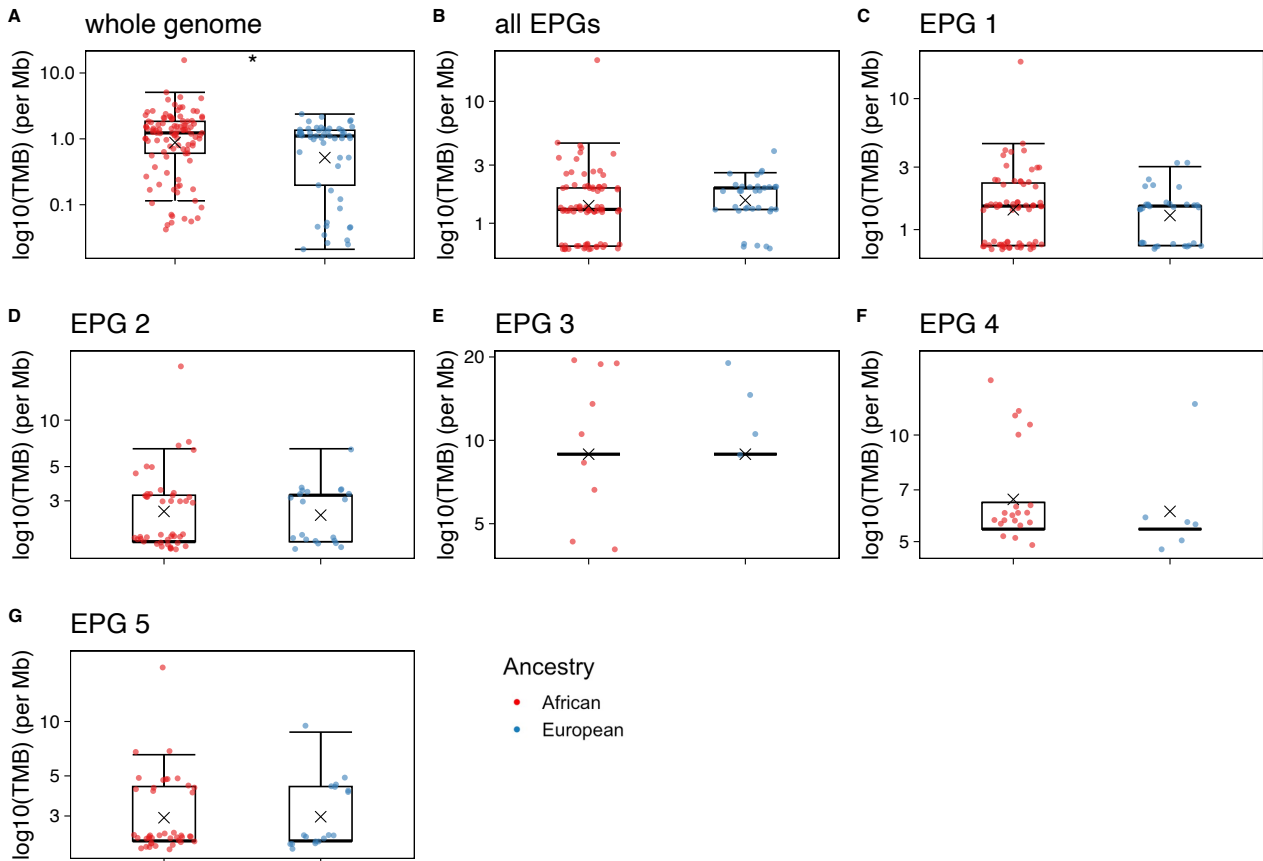 A whole genome
log10(TMB) (per Mb)
10.0
1.0
0.1
*
B all EPGs
log10(TMB) (per Mb)
10
3
1
C EPG 1
log10(TMB) (per Mb)
10
3
1
D EPG 2
log10(TMB) (per Mb)
10
5
3
E EPG 3
log10(TMB) (per Mb)
20
10
5
F EPG 4
log10(TMB) (per Mb)
10
7
5
G EPG 5
log10(TMB) (per Mb)
10
5
3
Ancestry
African
European